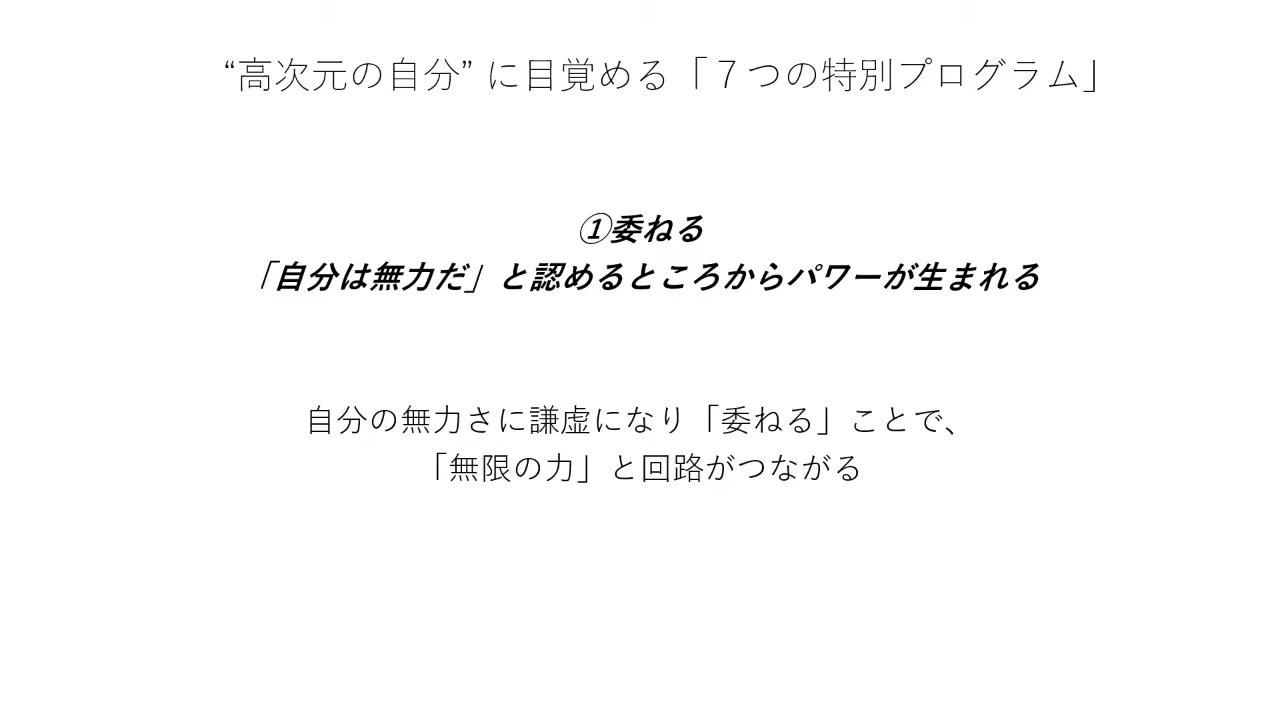 “高次元の自分” に目覚める「７つの特別プログラム」
①委ねる
「自分は無力だ」と認めるところからパワーが生まれる
自分の無力さに謙虚になり「委ねる」ことで、
「無限の力」と回路がつながる